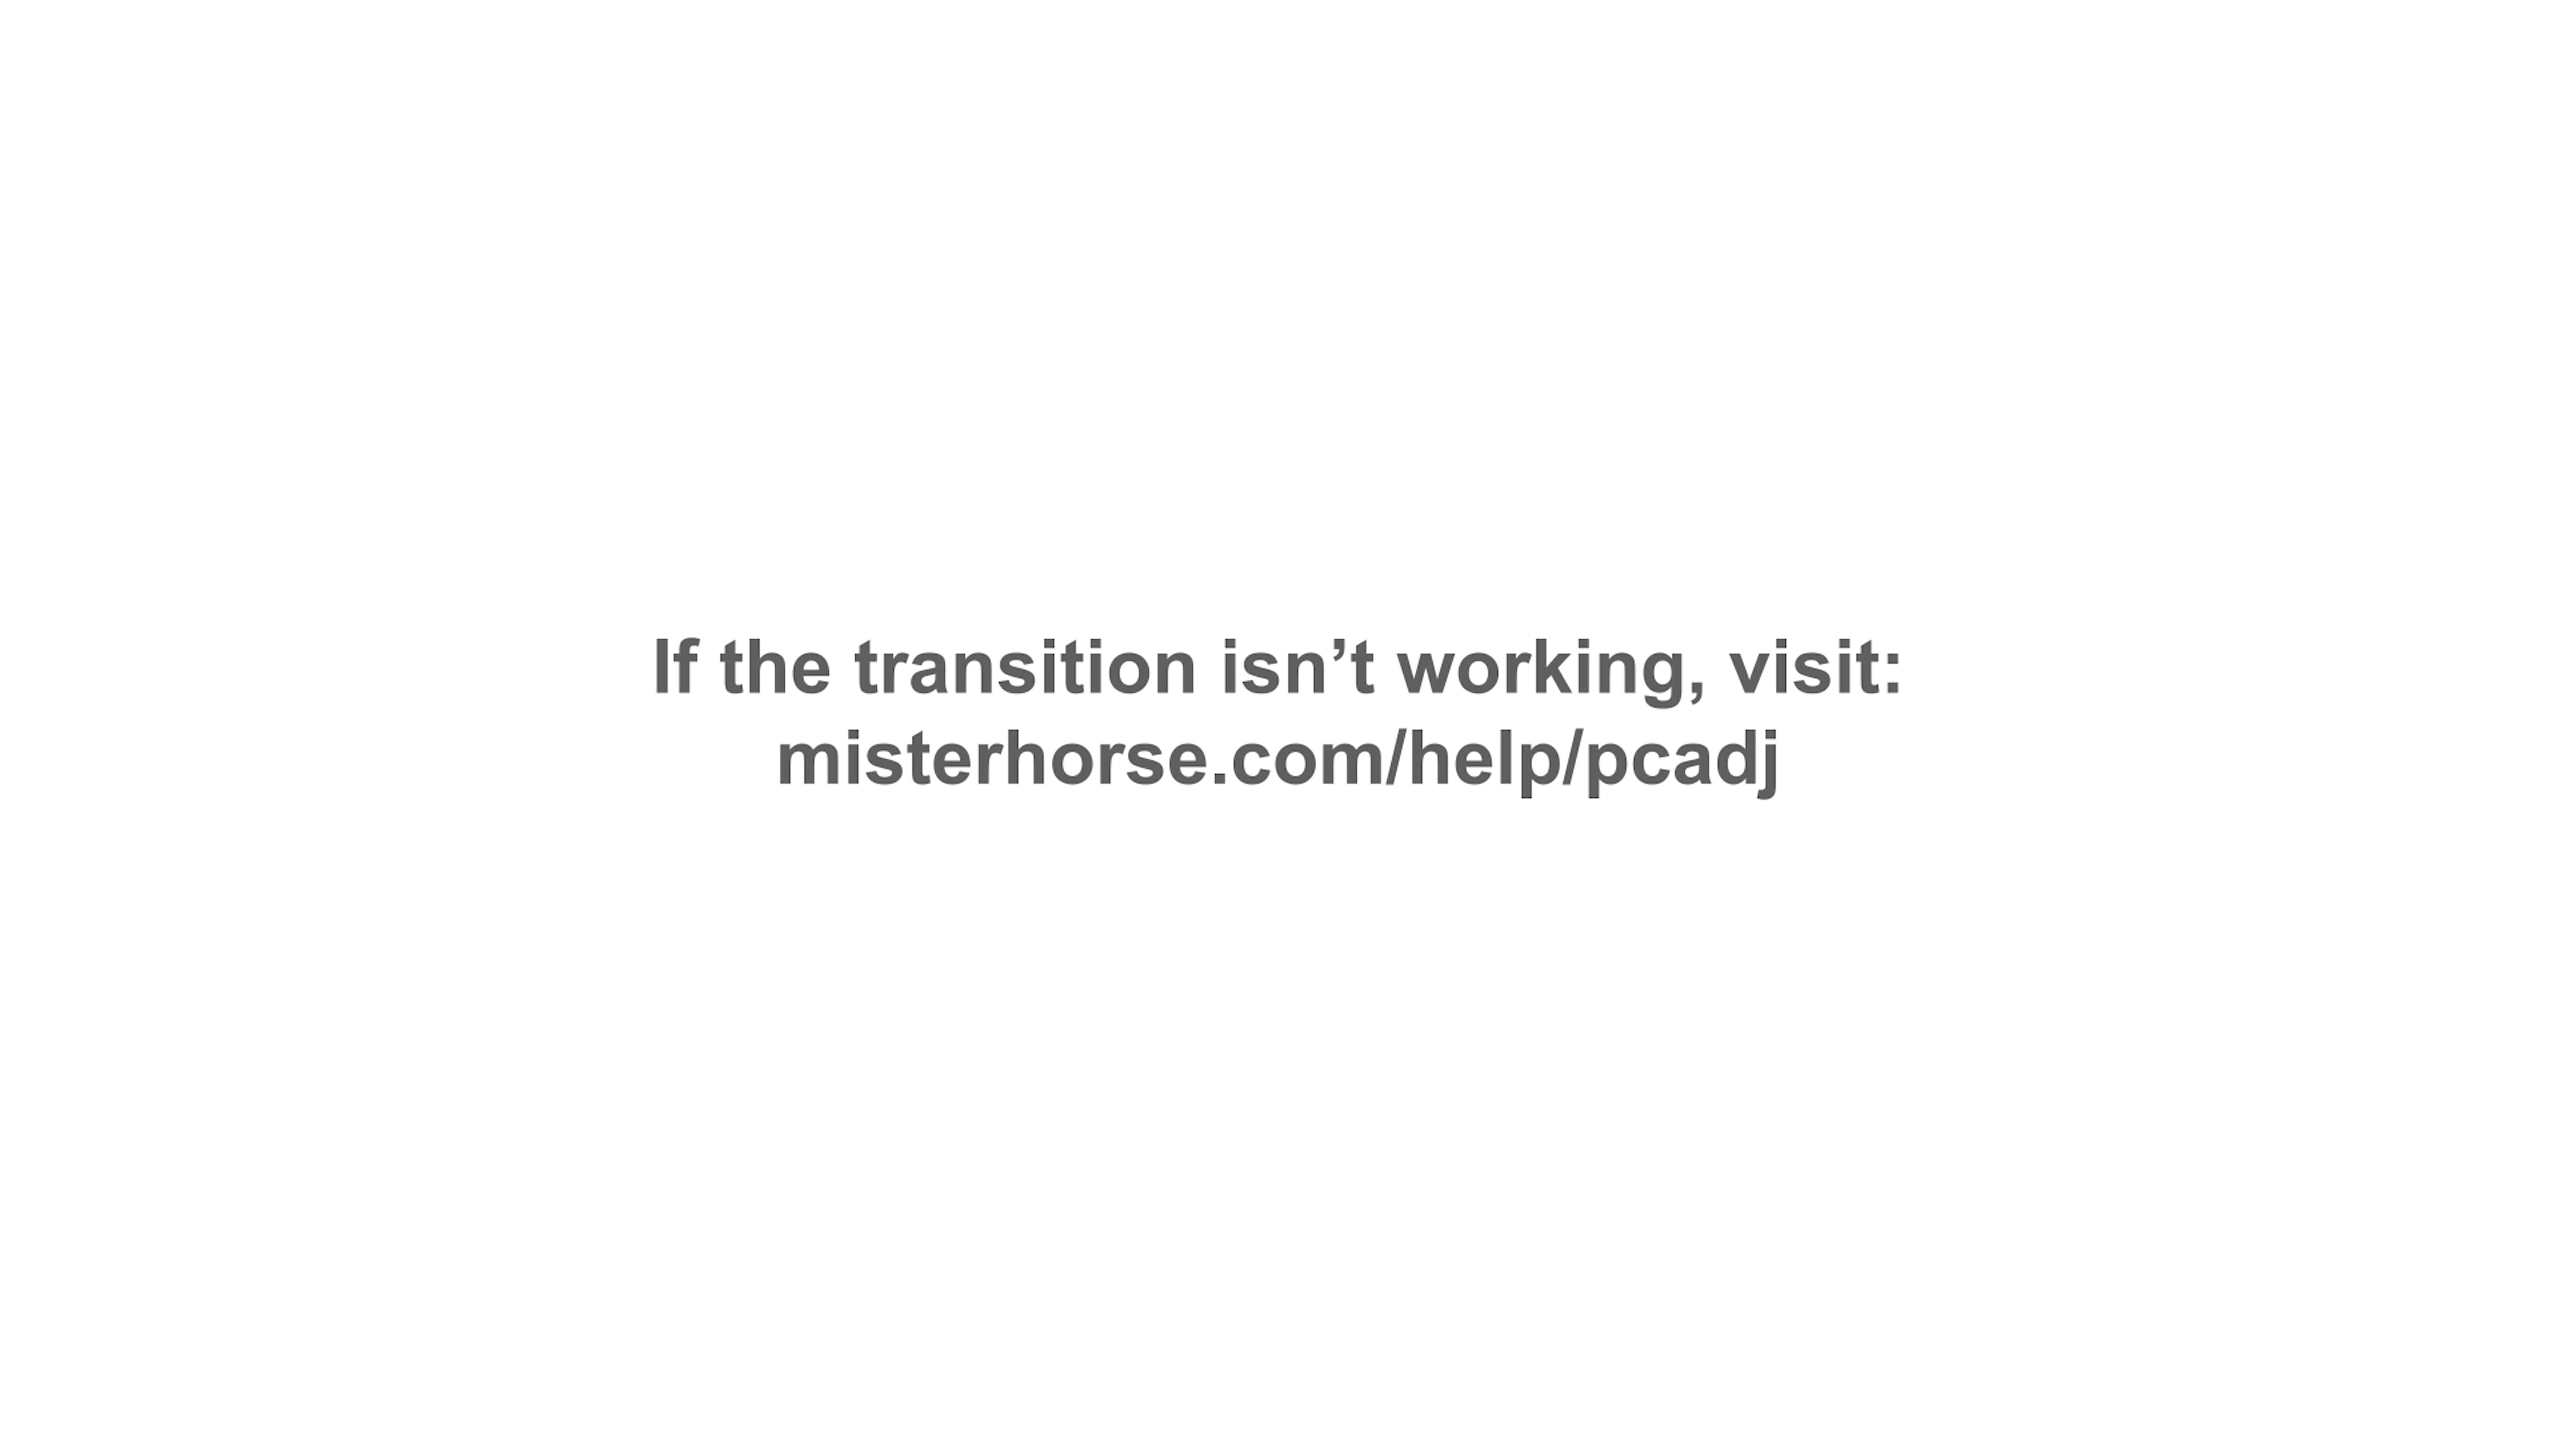 If the transition isn’t working, visit:
misterhorse.com/help/pcadj